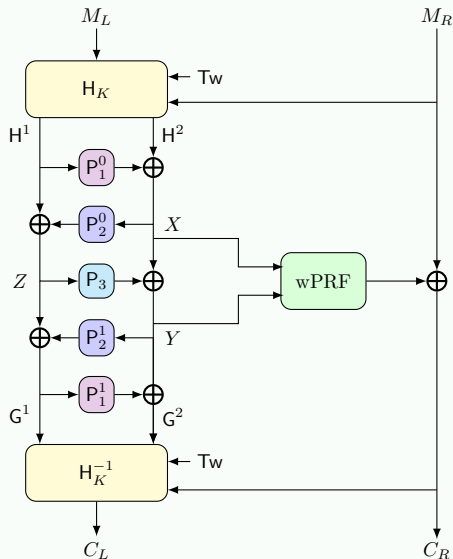 M_L M_R
Tw
H_K
H^1 H^2
P_1^0
P_2^0 X
Z P_3 wPRF
P_2^1 Y
P_1^1
G^1 G^2
Tw
H_K^{-1}
C_L C_R